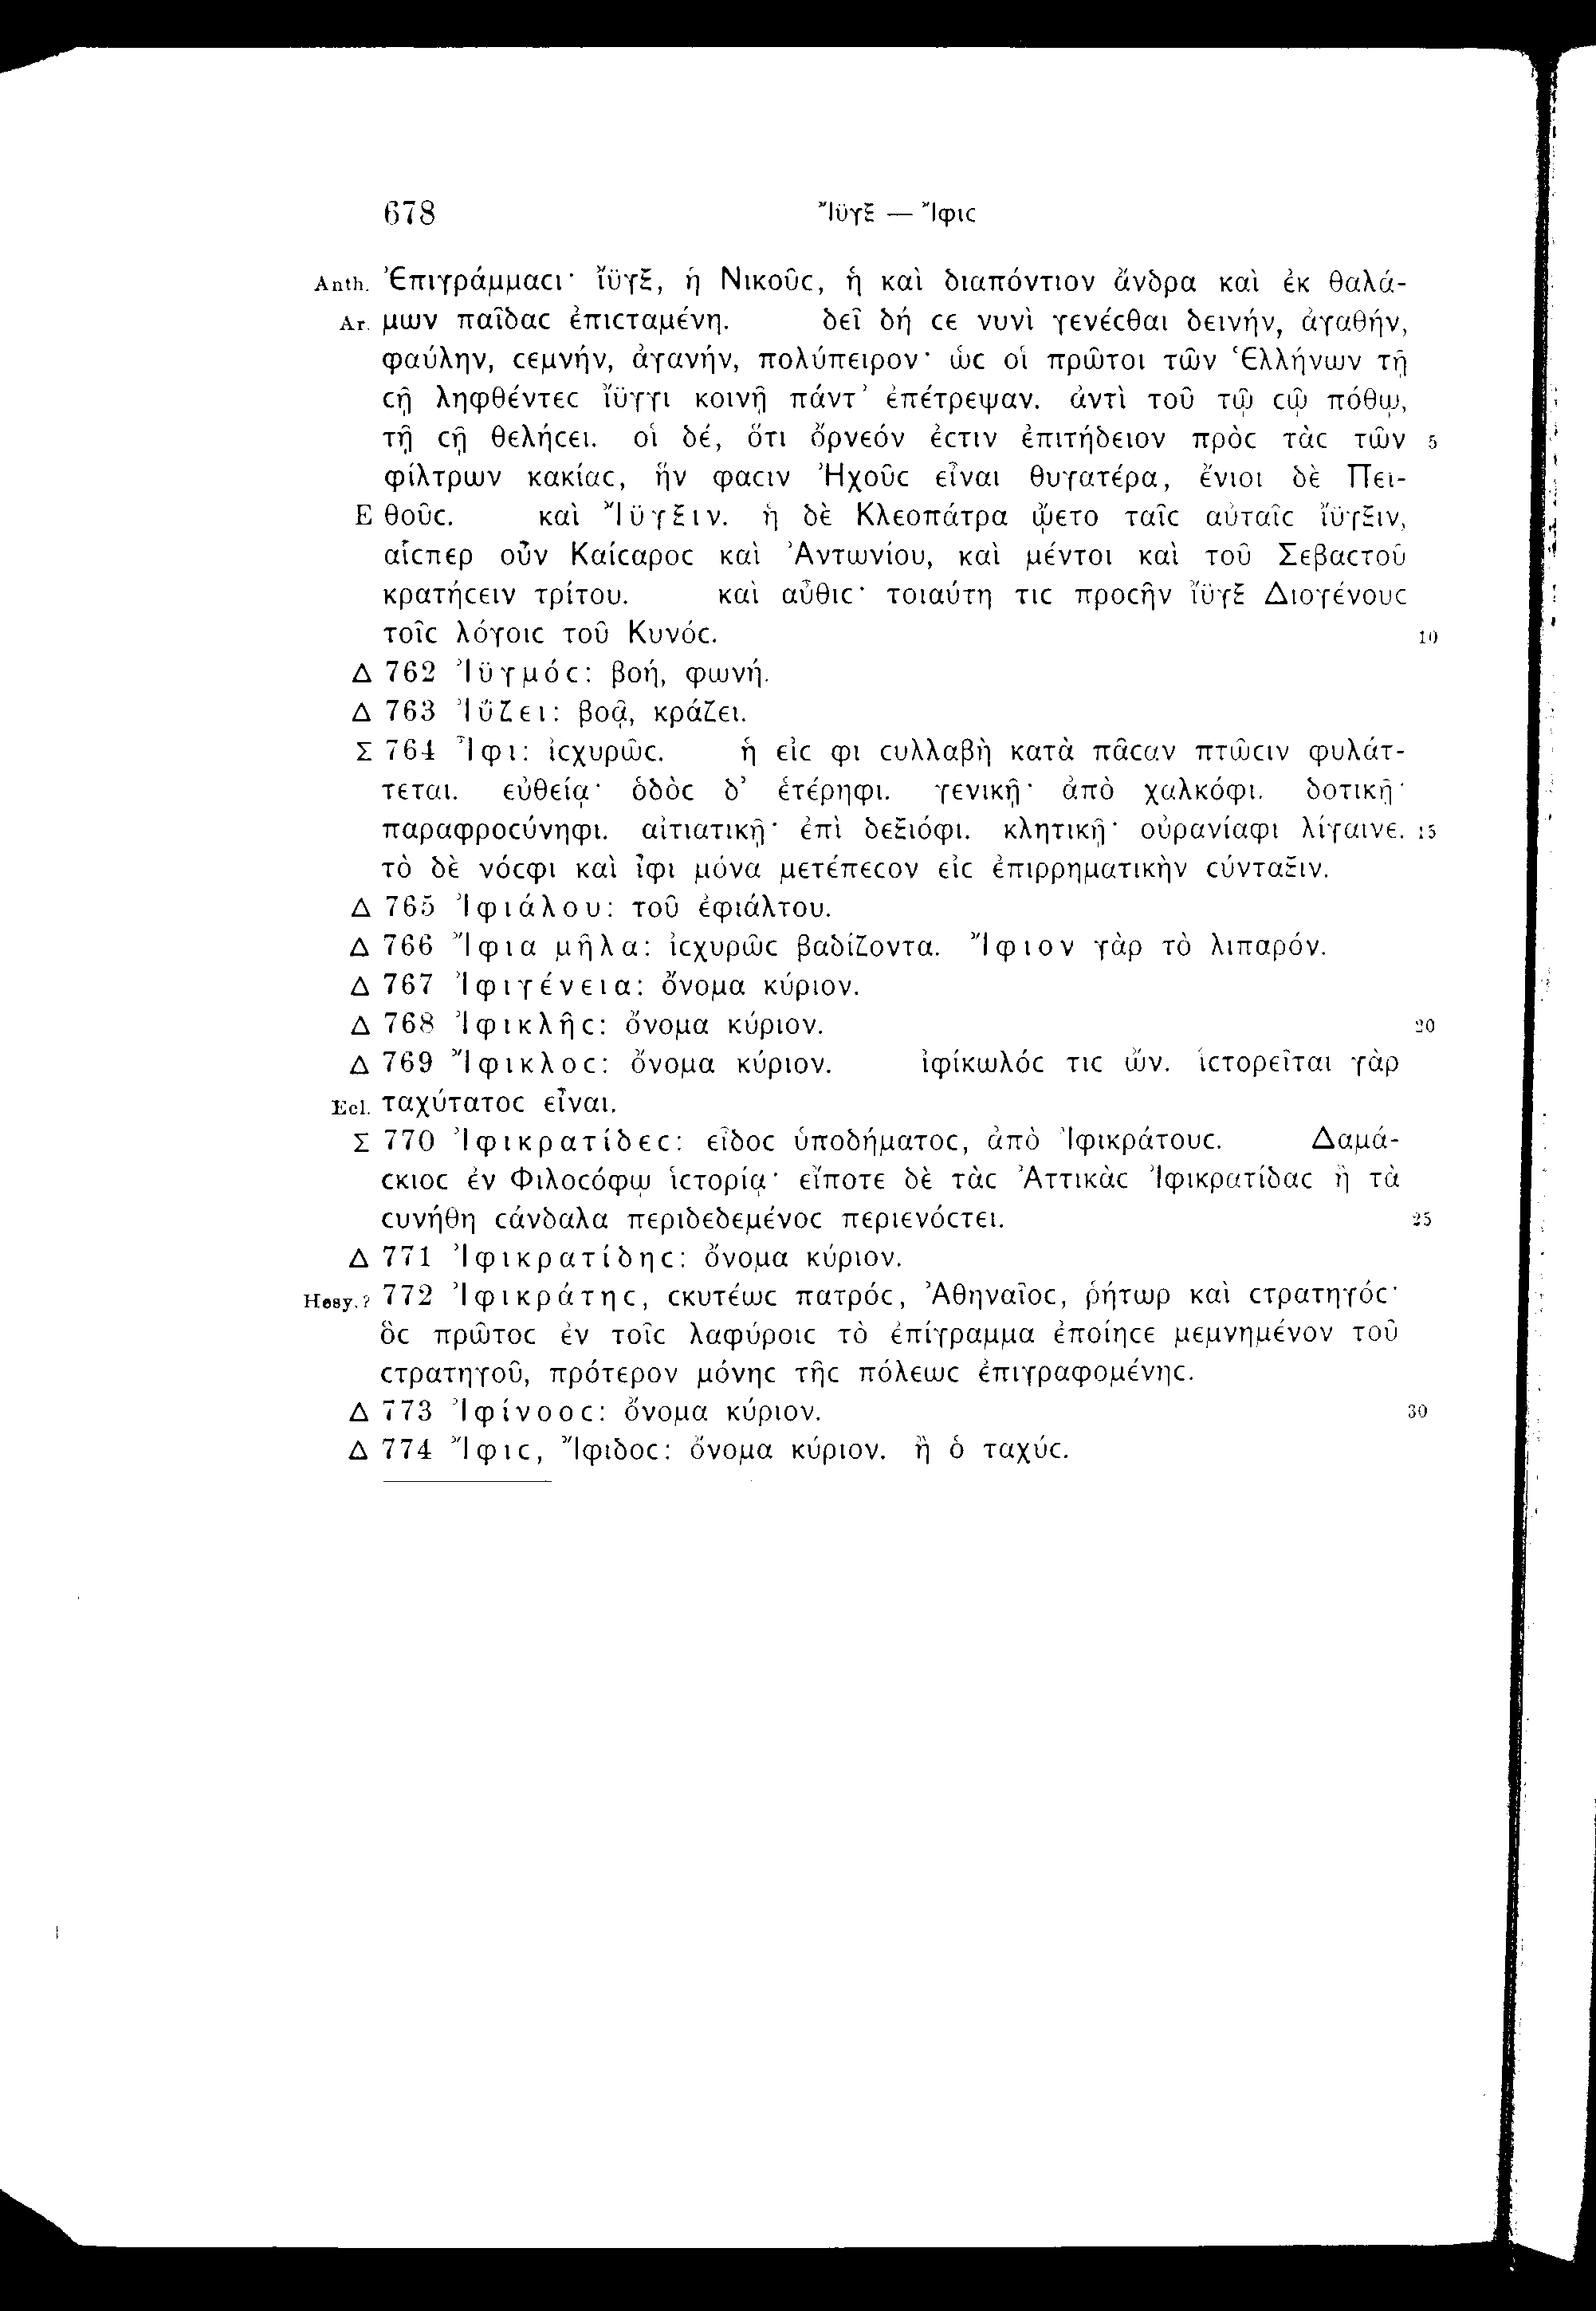 678 Ἴϋγξ — Ἴφιϲ
Anth. Ἐπιγράμμαϲι· ἴϋγξ, ἡ Νικοῦϲ, ἡ καὶ διαπόντιον ἄνδρα καὶ ἐκ θαλά-
Ar. μων παῖδαϲ ἐπιϲταμένη. δεῖ δή ϲε νυνὶ γενέϲθαι δεινήν, ἀγαθήν,
φαύλην, ϲεμνήν, ἀγανήν, πολύπειρον· ὡϲ οἱ πρῶτοι τῶν Ἑλλήνων τῇ
ϲῇ ληφθέντεϲ ἴϋγγι κοινῇ πάντ’ ἐπέτρεψαν. ἀντὶ τοῦ τῷ ϲῷ πόθῳ,
τῇ ϲῇ θελήϲει. οἱ δέ, ὅτι ὄρνεόν ἐϲτιν ἐπιτήδειον πρὸϲ τὰϲ τῶν 5
φίλτρων κακίαϲ, ἥν φαϲιν Ἠχοῦϲ εἶναι θυγατέρα, ἔνιοι δὲ Πει-
E θοῦϲ. καὶ Ἴϋγξιν. ἡ δὲ Κλεοπάτρα ᾤετο ταῖϲ αὐταῖϲ ἴϋγξιν,
αἷϲπερ οὖν Καίϲαροϲ καὶ Ἀντωνίου, καὶ μέντοι καὶ τοῦ Σεβαϲτοῦ
κρατήϲειν τρίτου. καὶ αὖθιϲ· τοιαύτη τιϲ προϲῆν ἴϋγξ Διογένουϲ
τοῖϲ λόγοιϲ τοῦ Κυνόϲ. 10
Δ 762 Ἰϋγμόϲ: βοή, φωνή.
Δ 763 Ἰΰζει: βοᾷ, κράζει.
Σ 764 Ἶφι: ἰϲχυρῶϲ. ἡ εἰϲ φι ϲυλλαβὴ κατὰ πᾶϲαν πτῶϲιν φυλάτ-
τεται. εὐθείᾳ· ὁδὸϲ δ’ ἑτέρηφι. γενικῇ· ἀπὸ χαλκόφι. δοτικῇ·
παραφροϲύνηφι. αἰτιατικῇ· ἐπὶ δεξιόφι. κλητικῇ· οὐρανίαφι λίγαινε. 15
τὸ δὲ νόϲφι καὶ ἶφι μόνα μετέπεϲον εἰϲ ἐπιρρηματικὴν ϲύνταξιν.
Δ 765 Ἰφιάλου: τοῦ ἐφιάλτου.
Δ 766 Ἴφια μῆλα: ἰϲχυρῶϲ βαδίζοντα. Ἴφιον γὰρ τὸ λιπαρόν.
Δ 767 Ἰφιγένεια: ὄνομα κύριον.
Δ 768 Ἰφικλῆϲ: ὄνομα κύριον. 20
Δ 769 Ἴφικλοϲ: ὄνομα κύριον. ἰφίκωλόϲ τιϲ ὤν. ἱϲτορεῖται γὰρ
Ecl. ταχύτατοϲ εἶναι.
Σ 770 Ἰφικρατίδεϲ: εἶδοϲ ὑποδήματοϲ, ἀπὸ Ἰφικράτουϲ. Δαμά-
ϲκιοϲ ἐν Φιλοϲόφῳ ἱϲτορίᾳ· εἴποτε δὲ τὰϲ Ἀττικὰϲ Ἰφικρατίδαϲ ἢ τὰ
ϲυνήθη ϲάνδαλα περιδεδεμένοϲ περιενόϲτει. 25
Δ 771 Ἰφικρατίδηϲ: ὄνομα κύριον.
Hesy.? 772 Ἰφικράτηϲ, ϲκυτέωϲ πατρόϲ, Ἀθηναῖοϲ, ῥήτωρ καὶ ϲτρατηγόϲ·
ὃϲ πρῶτοϲ ἐν τοῖϲ λαφύροιϲ τὸ ἐπίγραμμα ἐποίηϲε μεμνημένον τοῦ
ϲτρατηγοῦ, πρότερον μόνηϲ τῆϲ πόλεωϲ ἐπιγραφομένηϲ.
Δ 773 Ἰφίνοοϲ: ὄνομα κύριον. 30
Δ 774 Ἴφιϲ, Ἴφιδοϲ: ὄνομα κύριον. ἢ ὁ ταχύϲ.